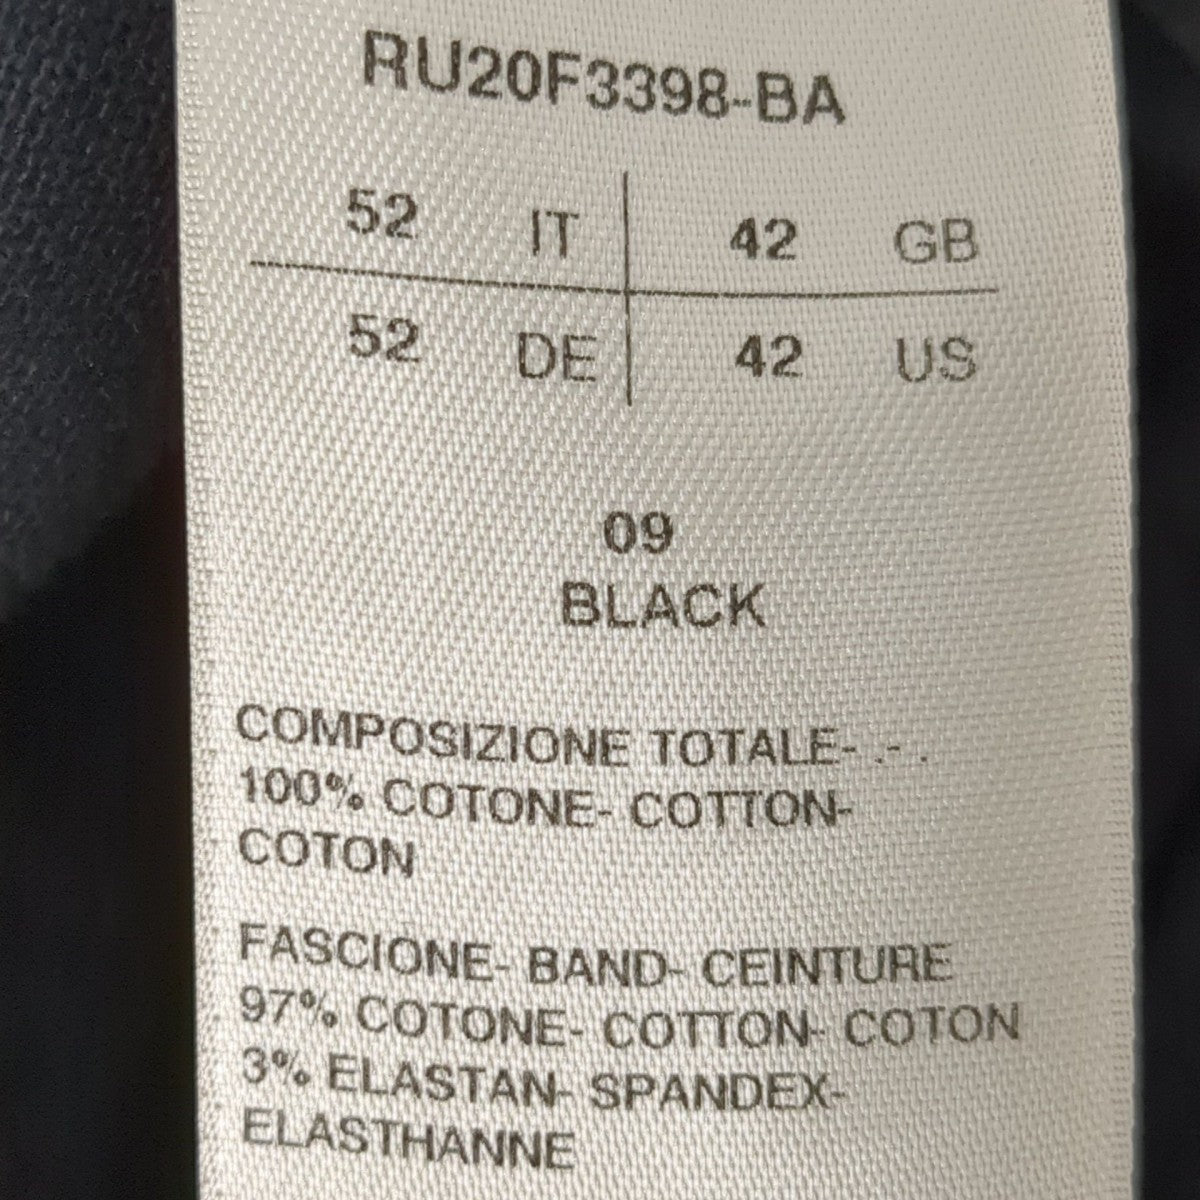 RU20F3398-BA
52 IT 42 GB
52 DE 42 US
09
BLACK
COMPOSIZIONE TOTALE- .- .
100% COTONE- COTTON-
COTON
FASCIONE- BAND- CEINTURE
97% COTONE- COTTON- COTON
3% ELASTAN- SPANDEX-
ELASTHANNE